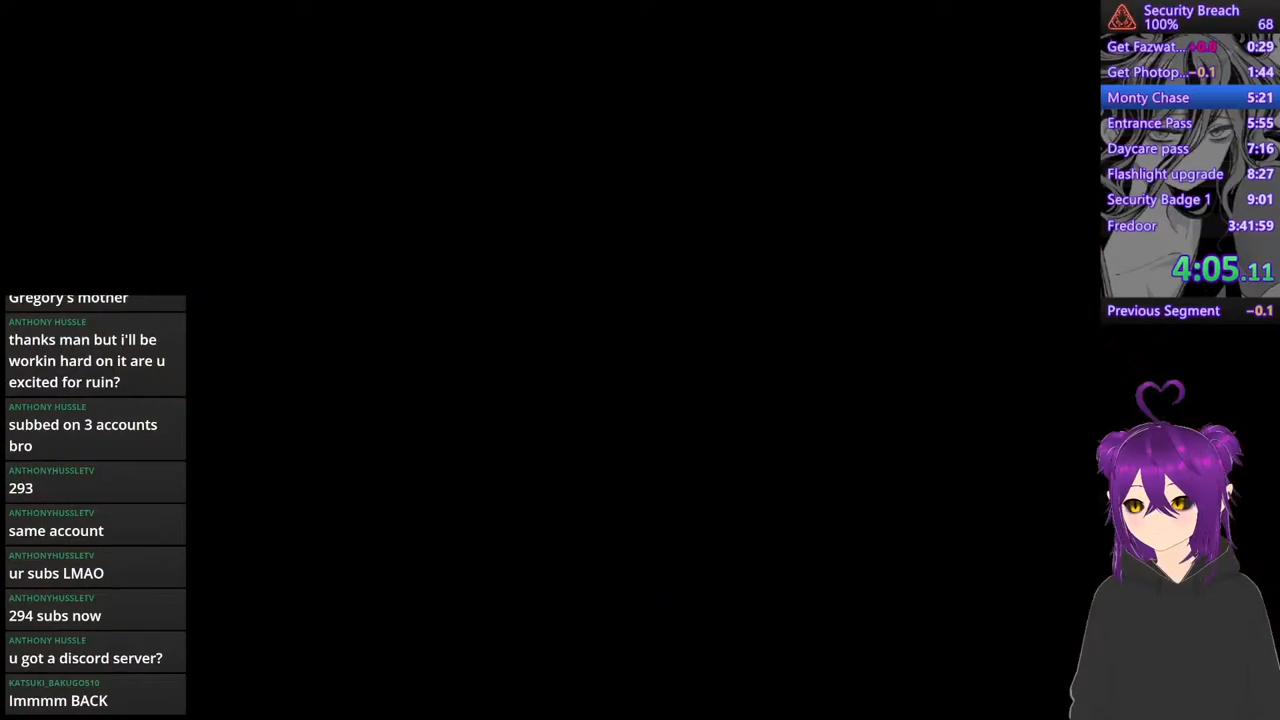 Gregory's mother
ANTHONY HUSSLE
thanks man but i'll be
workin hard on it are u
excited for ruin?
ANTHONY HUSSLE
subbed on 3 accounts
bro
ANTHONYHUSSLETV
293
ANTHONYHUSSLETV
same account
ANTHONYHUSSLETV
ur subs LMAO
ANTHONYHUSSLETV
294 subs now
ANTHONY HUSSLE
u got a discord server?
KATSUKI_BAKUGO510
Immmm BACK
Security Breach
100% 68
Get Fazwat... +0.0 0:29
Get Photop... −0.1 1:44
Monty Chase 5:21
Entrance Pass 5:55
Daycare pass 7:16
Flashlight upgrade 8:27
Security Badge 1 9:01
Fredoor 3:41:59
4:05.11
Previous Segment −0.1